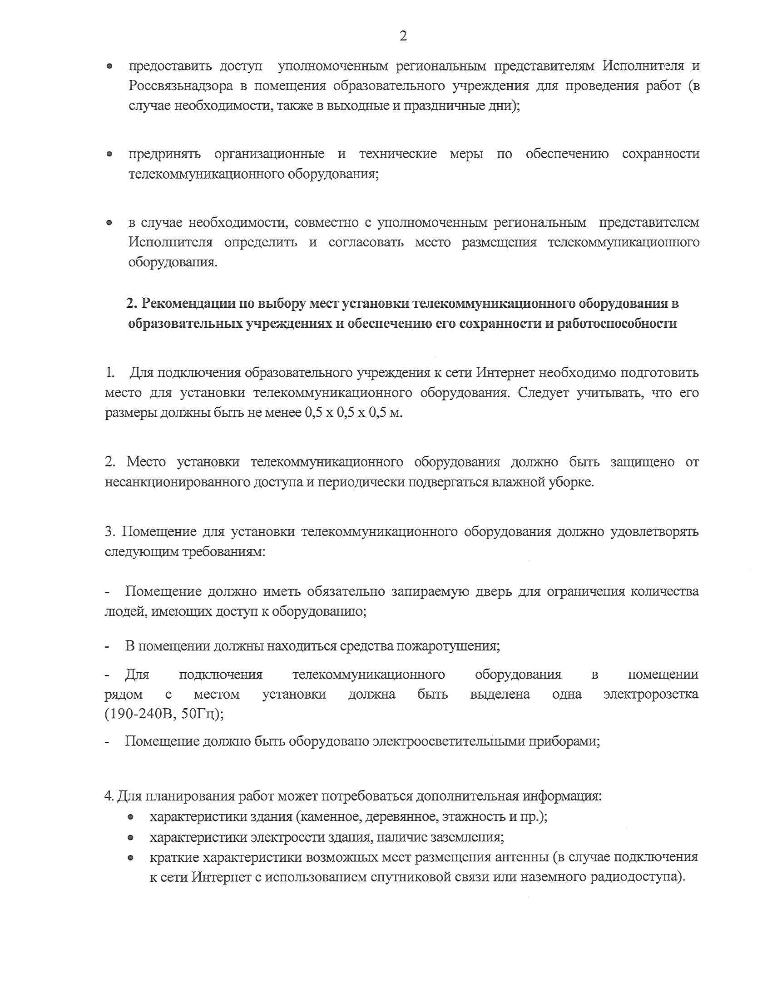 2
• предоставить доступ уполномоченным региональным представителям Исполнителя и
Россвязьнадзора в помещения образовательного учреждения для проведения работ (в
случае необходимости, также в выходные и праздничные дни);
• предринять организационные и технические меры по обеспечению сохранности
телекоммуникационного оборудования;
• в случае необходимости, совместно с уполномоченным региональным представителем
Исполнителя определить и согласовать место размещения телекоммуникационного
оборудования.
2. Рекомендации по выбору мест установки телекоммуникационного оборудования в
образовательных учреждениях и обеспечению его сохранности и работоспособности
1. Для подключения образовательного учреждения к сети Интернет необходимо подготовить
место для установки телекоммуникационного оборудования. Следует учитывать, что его
размеры должны быть не менее 0,5 х 0,5 х 0,5 м.
2. Место установки телекоммуникационного оборудования должно быть защищено от
несанкционированного доступа и периодически подвергаться влажной уборке.
3. Помещение для установки телекоммуникационного оборудования должно удовлетворять
следующим требованиям:
- Помещение должно иметь обязательно запираемую дверь для ограничения количества
людей, имеющих доступ к оборудованию;
- В помещении должны находиться средства пожаротушения;
- Для подключения телекоммуникационного оборудования в помещении
рядом с местом установки должна быть выделена одна электророзетка
(190-240В, 50Гц);
- Помещение должно быть оборудовано электроосветительными приборами;
4. Для планирования работ может потребоваться дополнительная информация:
• характеристики здания (каменное, деревянное, этажность и пр.);
• характеристики электросети здания, наличие заземления;
• краткие характеристики возможных мест размещения антенны (в случае подключения
к сети Интернет с использованием спутниковой связи или наземного радиодоступа).